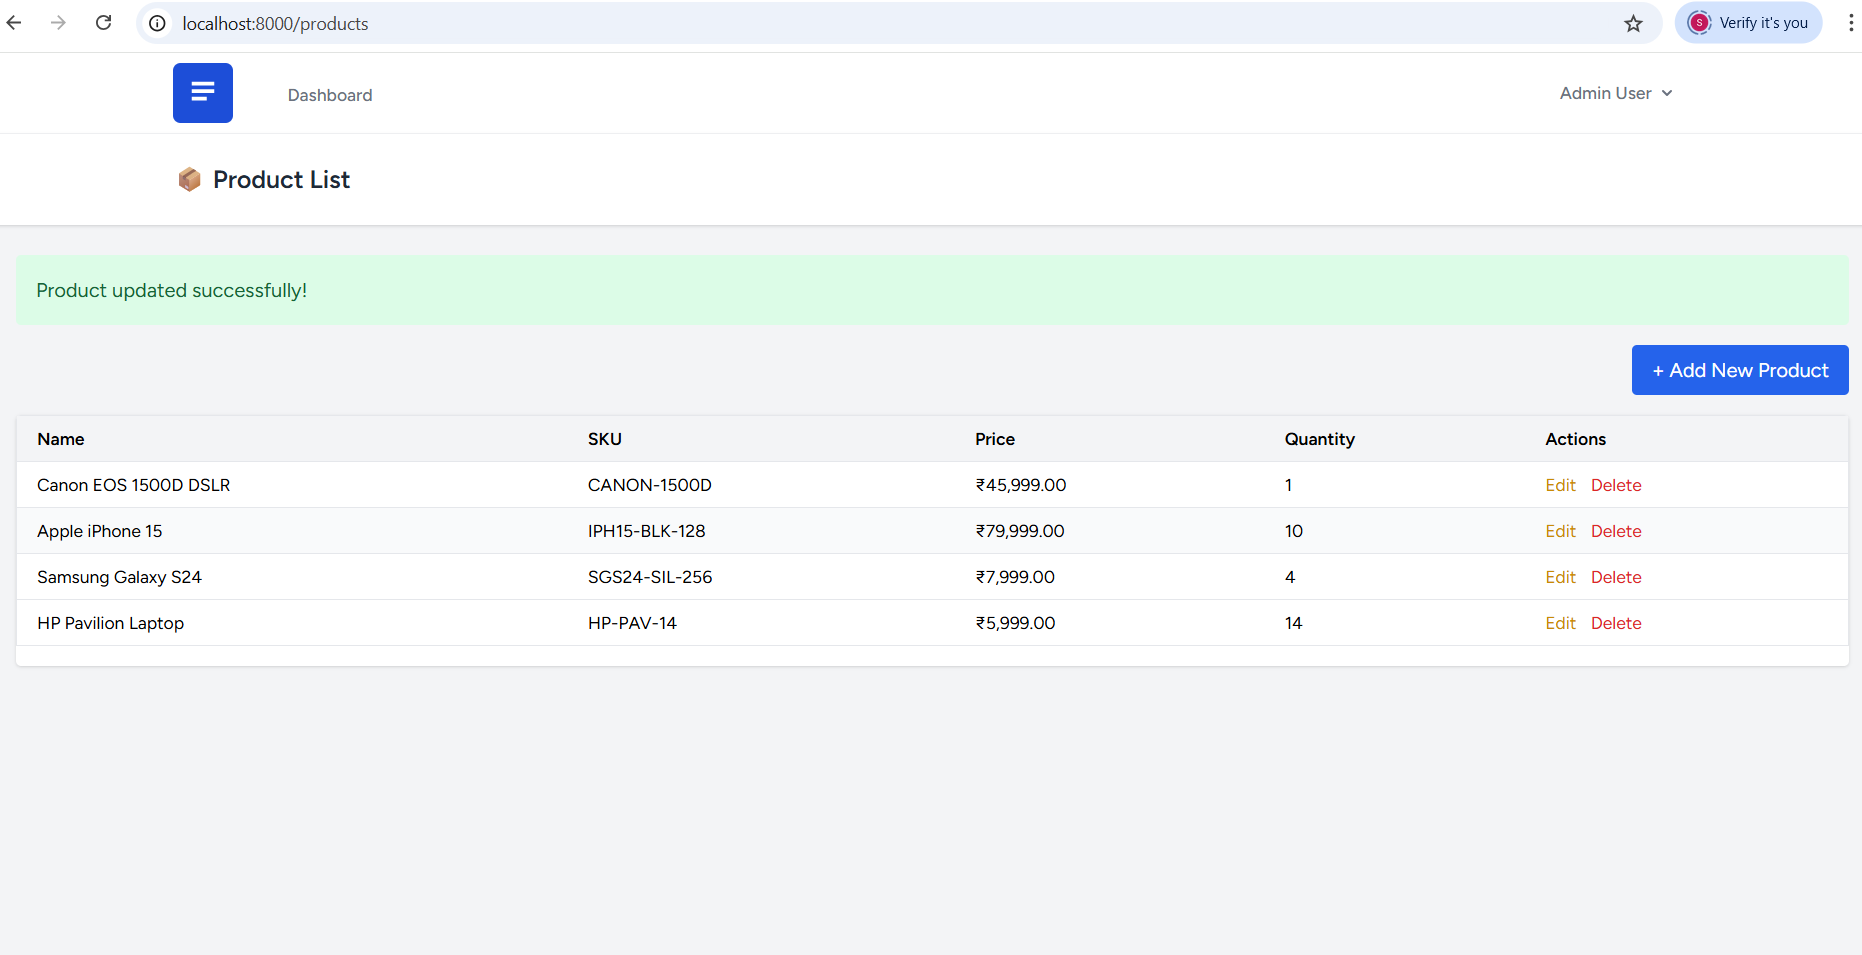 localhost:8000/products
S
Verify it's you
Dashboard
Admin User
Product List
Product updated successfully!
+ Add New Product
Name SKU Price Quantity Actions
Canon EOS 1500D DSLR CANON-1500D ₹45,999.00 1 Edit Delete
Apple iPhone 15 IPH15-BLK-128 ₹79,999.00 10 Edit Delete
Samsung Galaxy S24 SGS24-SIL-256 ₹7,999.00 4 Edit Delete
HP Pavilion Laptop HP-PAV-14 ₹5,999.00 14 Edit Delete